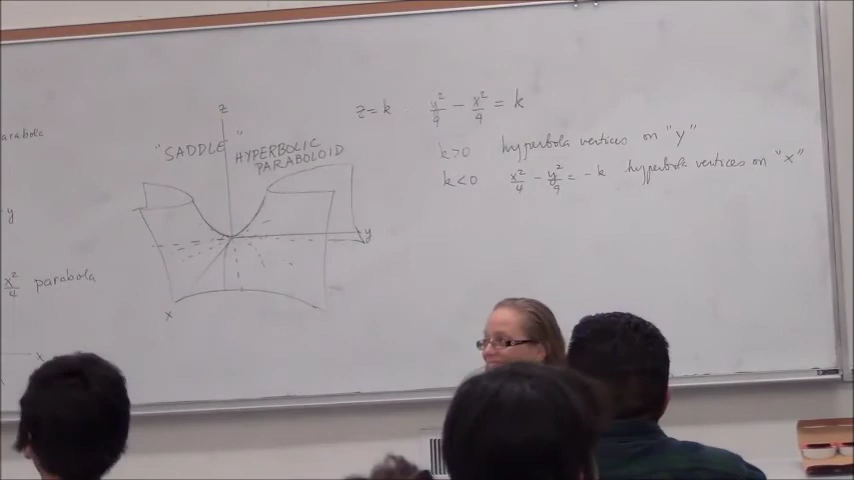 arabola
y
x²/4 parabola
x
z
"SADDLE" HYPERBOLIC
PARABOLOID
y
x
z=k y²/9 − x²/9 = k
k>0 hyperbola vertices on "y"
k<0 x²/4 − y²/9 = −k hyperbola vertices on "x"